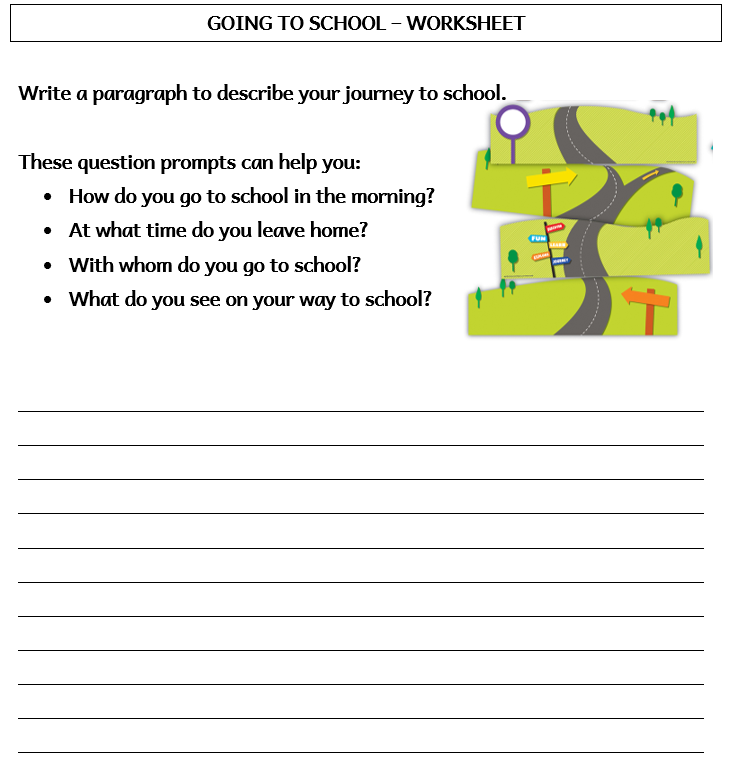 GOING TO SCHOOL – WORKSHEET
Write a paragraph to describe your journey to school.
These question prompts can help you:
• How do you go to school in the morning?
• At what time do you leave home?
• With whom do you go to school?
• What do you see on your way to school?
FUN
JOURNEY